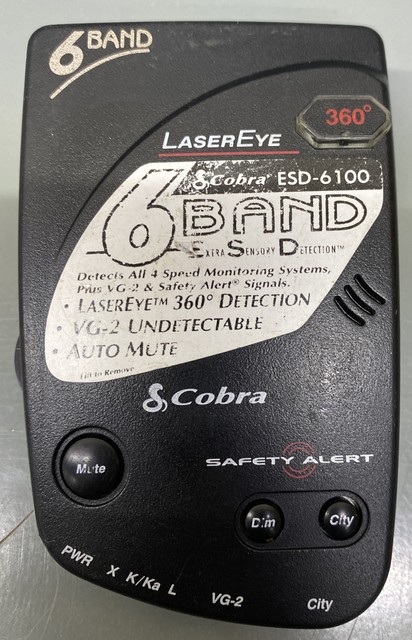 6 BAND
360°
LASEREYE
Cobra® ESD-6100
6 BAND
EXTRA SENSORY DETECTION™
Detects All 4 Speed Monitoring Systems,
Plus VG-2 & Safety Alert® Signals.
• LASEREYE™ 360° DETECTION
• VG-2 UNDETECTABLE
• AUTO MUTE
Lift to Remove
Cobra
Mute
SAFETY ALERT
Dim City
PWR X K/Ka L VG-2 City